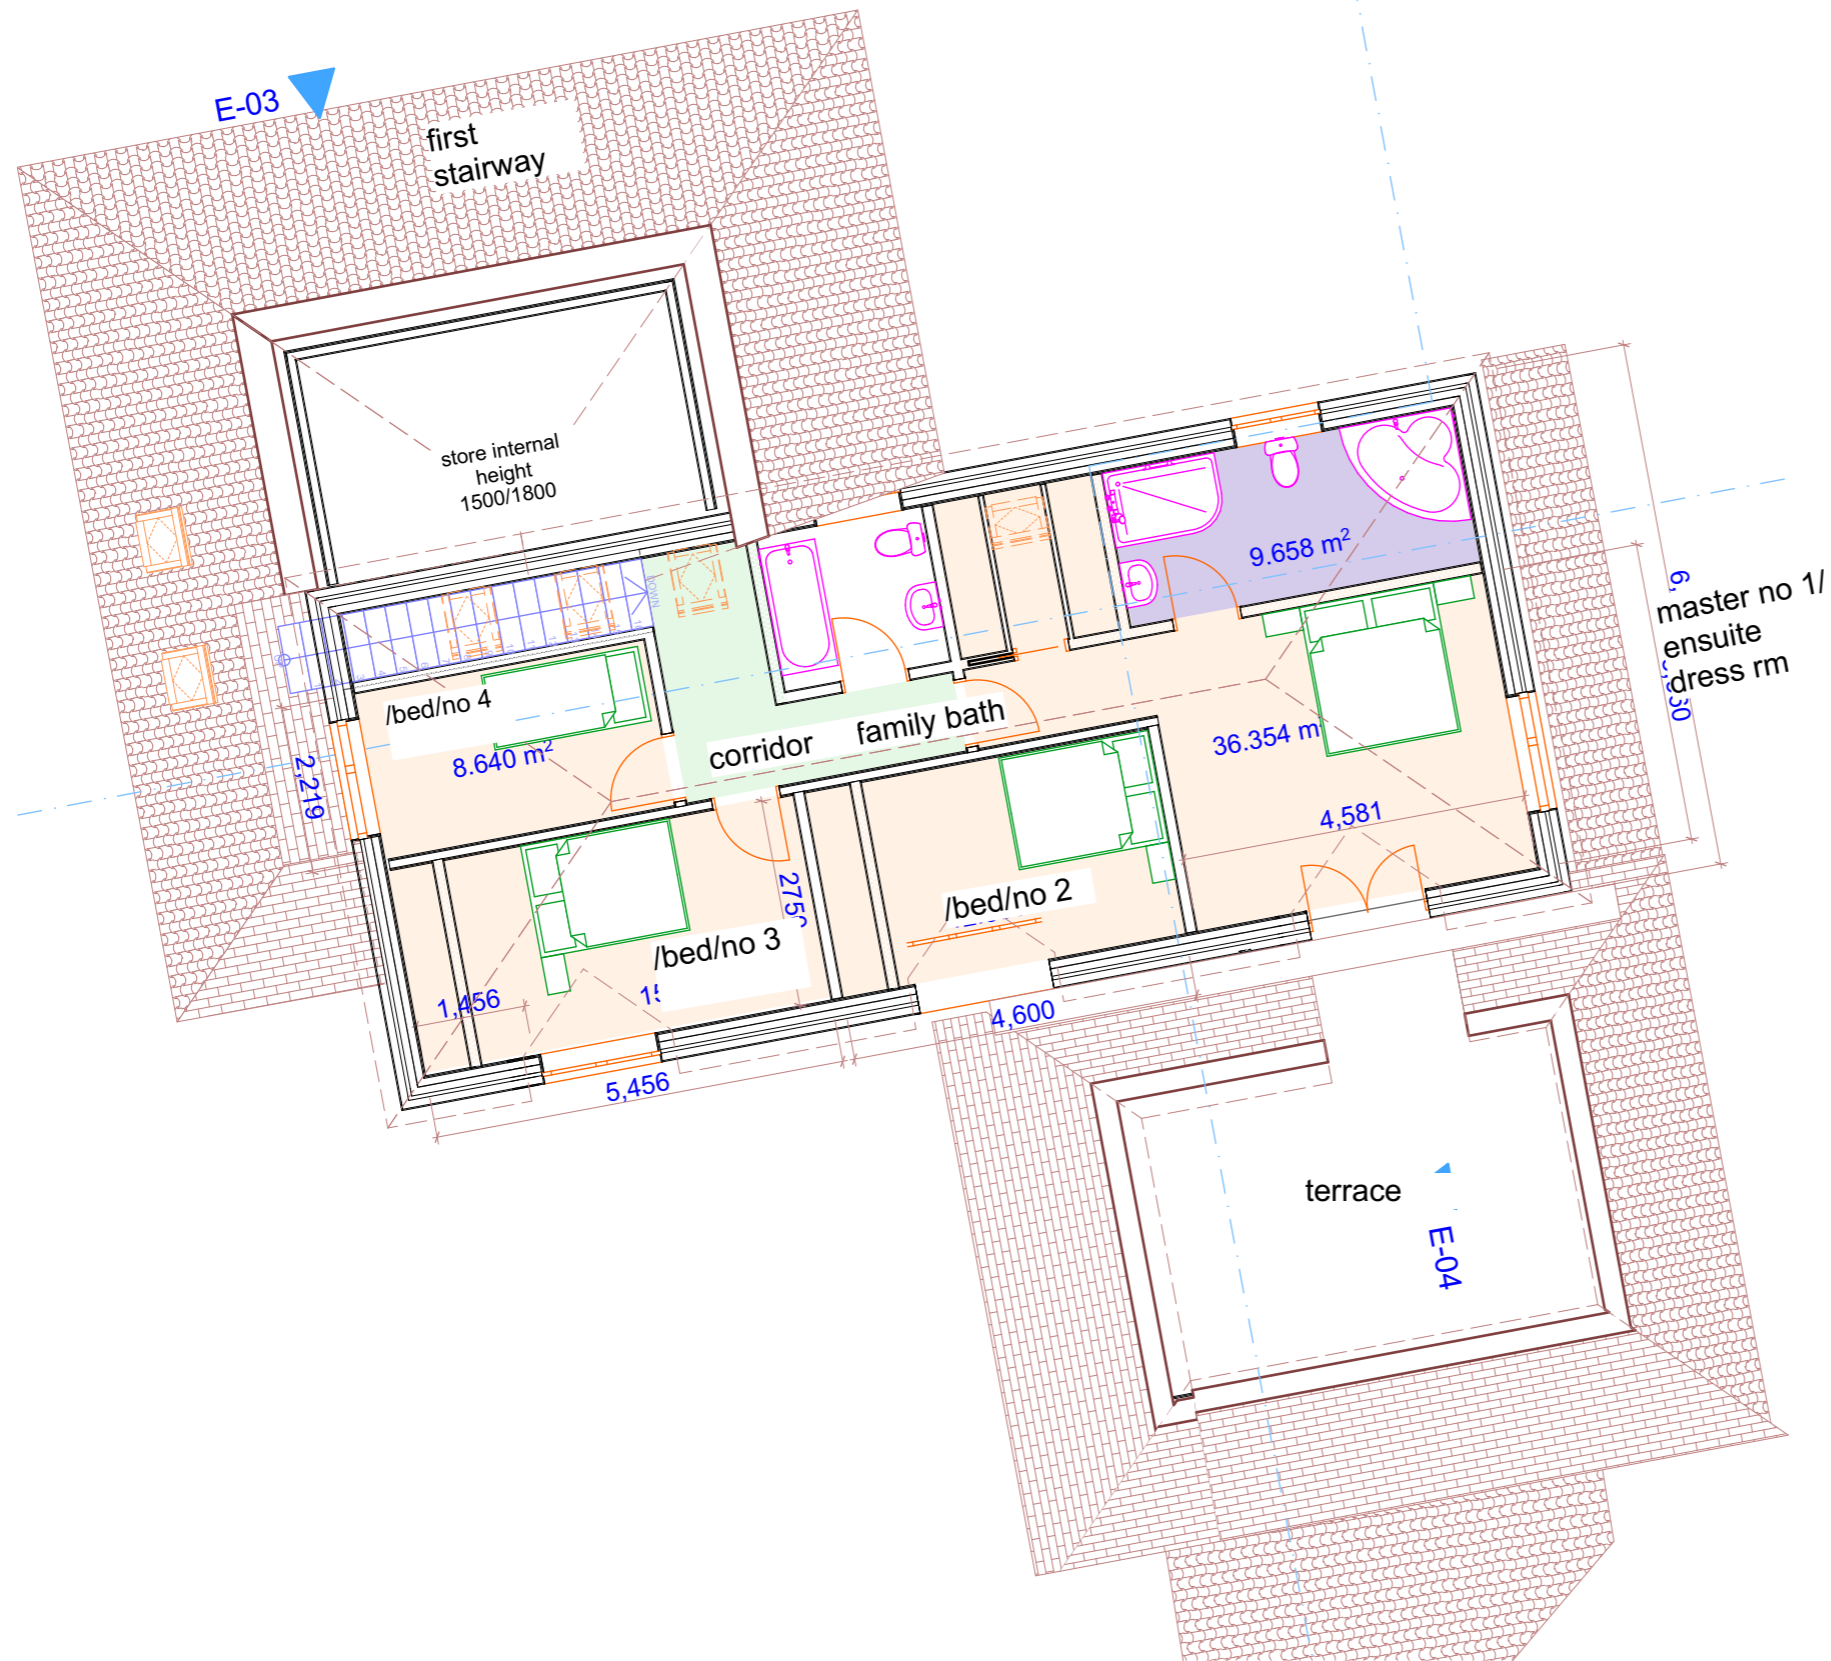 E-03
first
stairway
store internal
height
1500/1800
DOWN
9.658 m²
master no 1/
ensuite
dress rm
/bed/no 4
8.640 m²
corridor
family bath
36.354 m
2,219
4,581
/bed/no 2
/bed/no 3
1,456
4,600
5,456
terrace
E-04